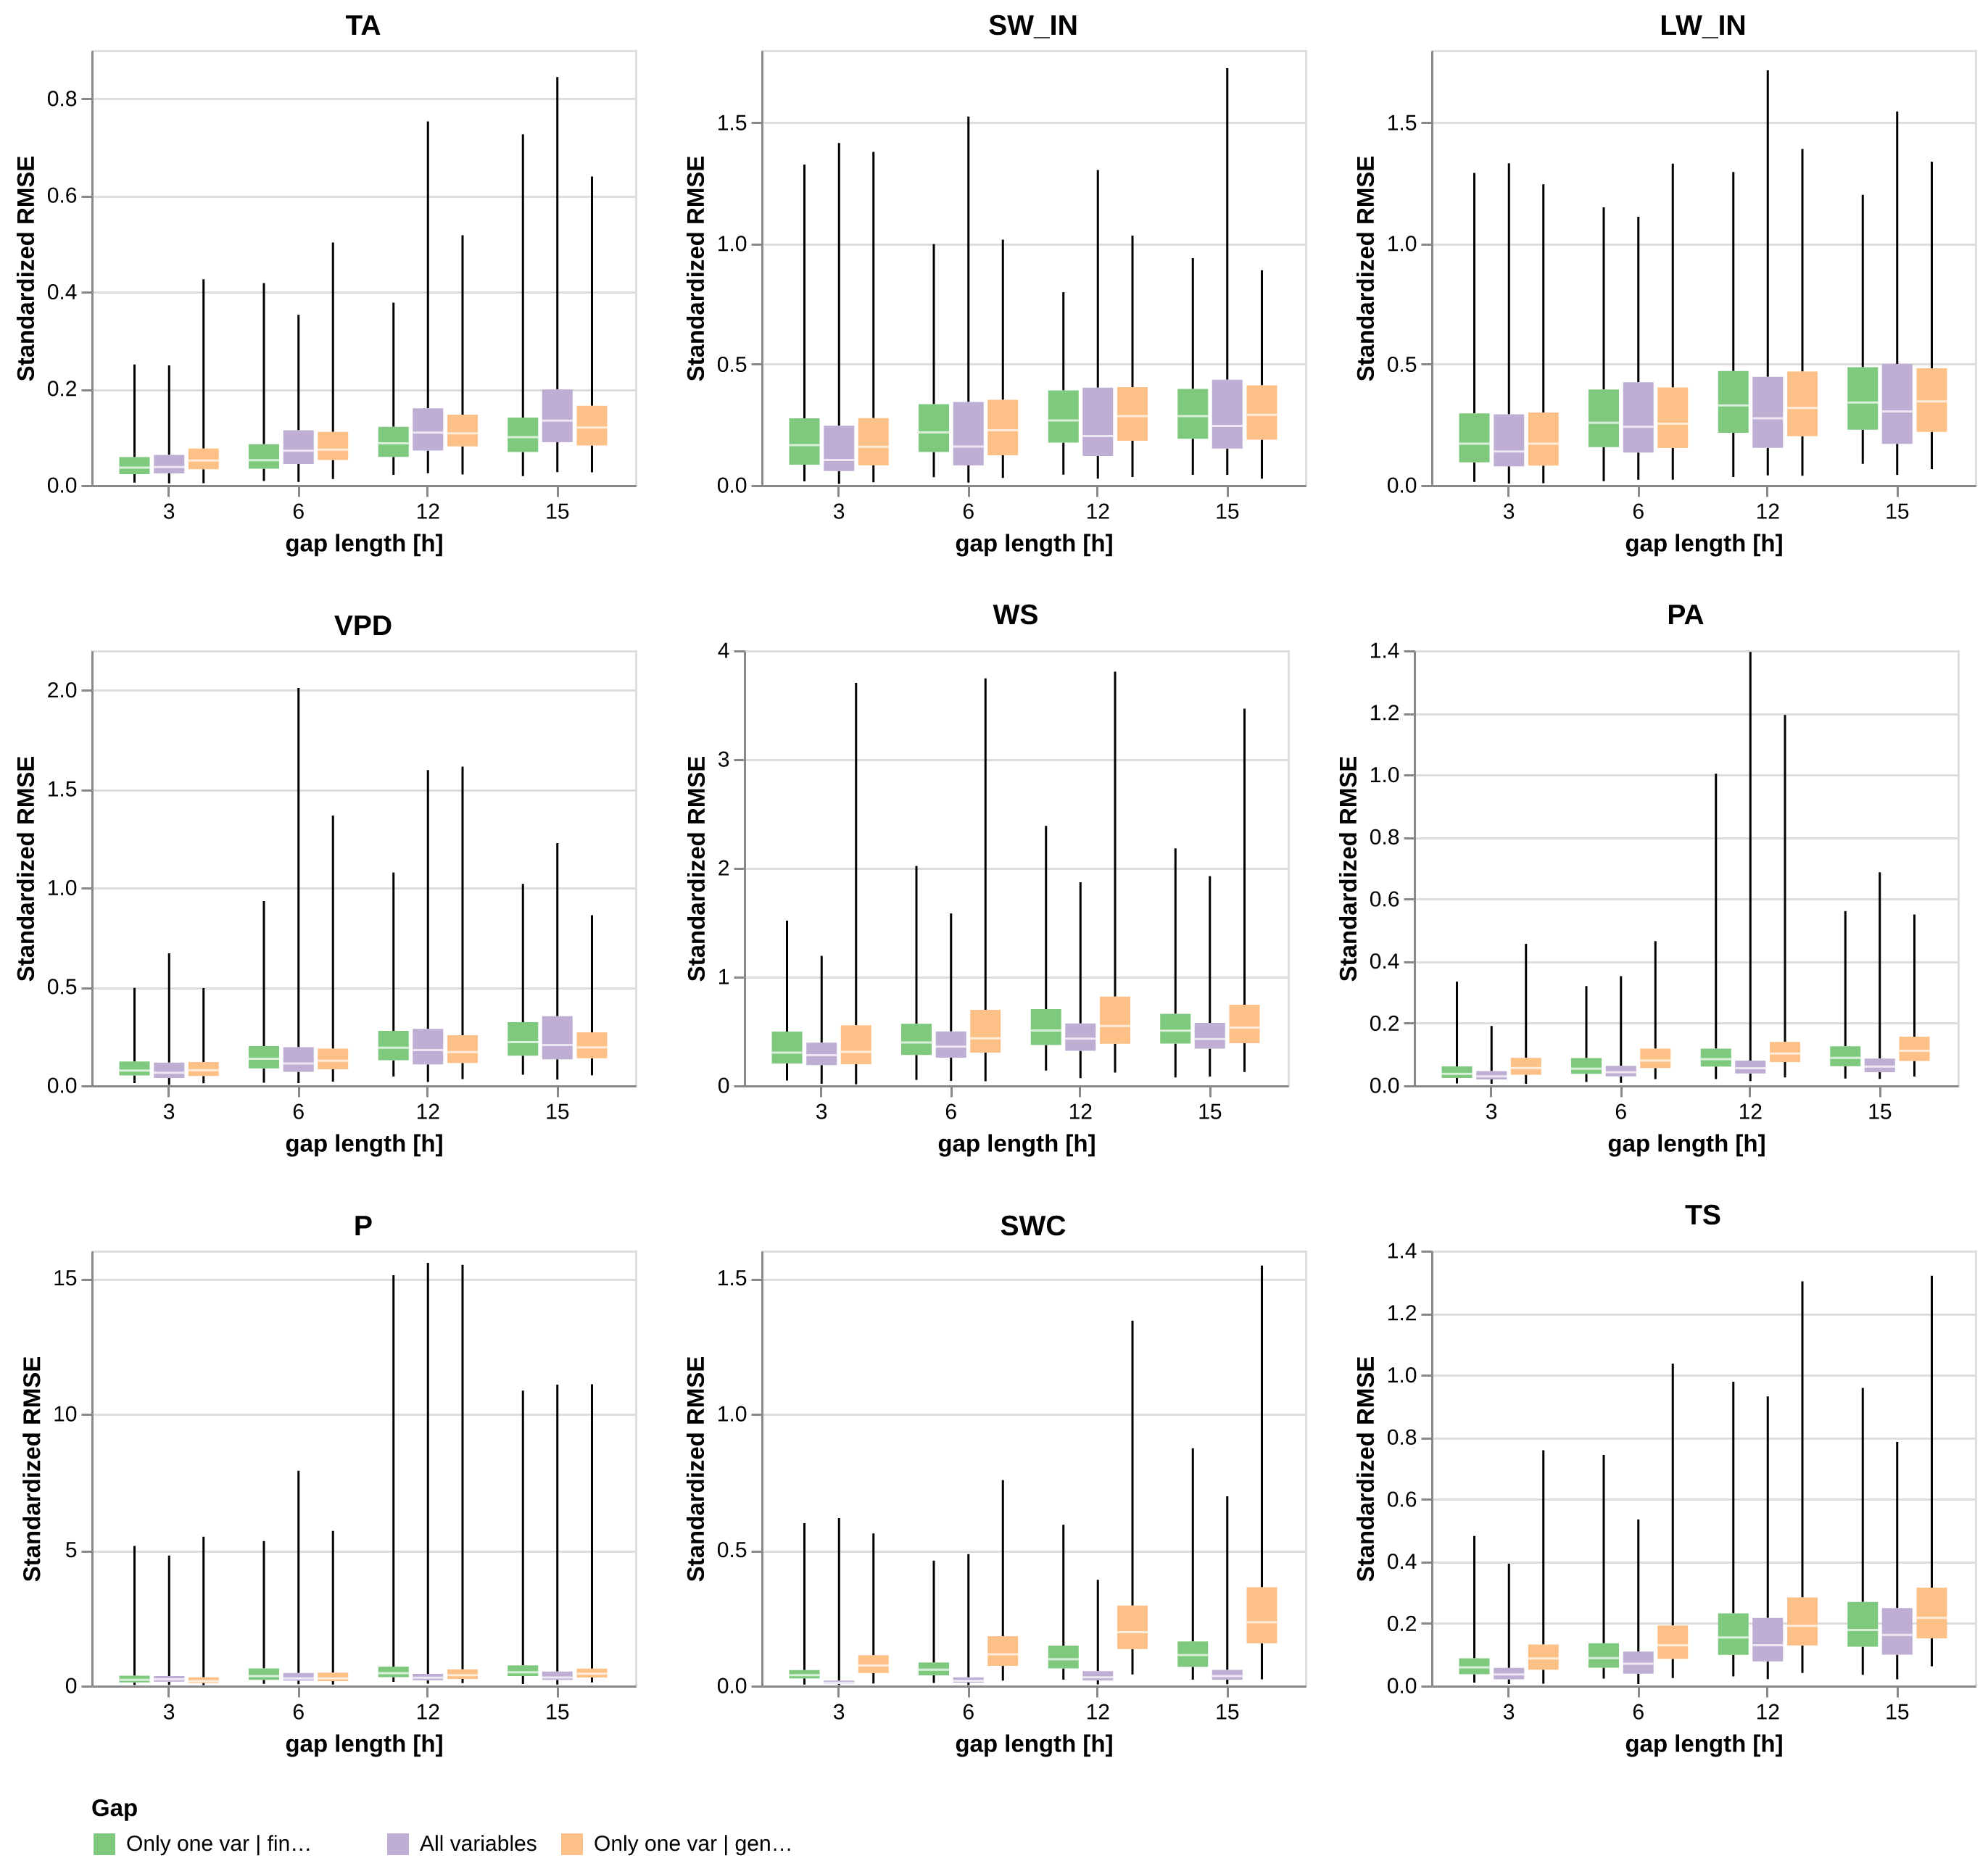 TA
SW_IN
LW_IN
Standardized RMSE
0.8
0.6
0.4
0.2
0.0
3 6 12 15
gap length [h]
Standardized RMSE
1.5
1.0
0.5
0.0
3 6 12 15
gap length [h]
Standardized RMSE
1.5
1.0
0.5
0.0
3 6 12 15
gap length [h]
VPD
WS
PA
Standardized RMSE
2.0
1.5
1.0
0.5
0.0
3 6 12 15
gap length [h]
Standardized RMSE
4
3
2
1
0
3 6 12 15
gap length [h]
Standardized RMSE
1.4
1.2
1.0
0.8
0.6
0.4
0.2
0.0
3 6 12 15
gap length [h]
P
SWC
TS
Standardized RMSE
15
10
5
0
3 6 12 15
gap length [h]
Standardized RMSE
1.5
1.0
0.5
0.0
3 6 12 15
gap length [h]
Standardized RMSE
1.4
1.2
1.0
0.8
0.6
0.4
0.2
0.0
3 6 12 15
gap length [h]
Gap
Only one var | fin… All variables Only one var | gen…